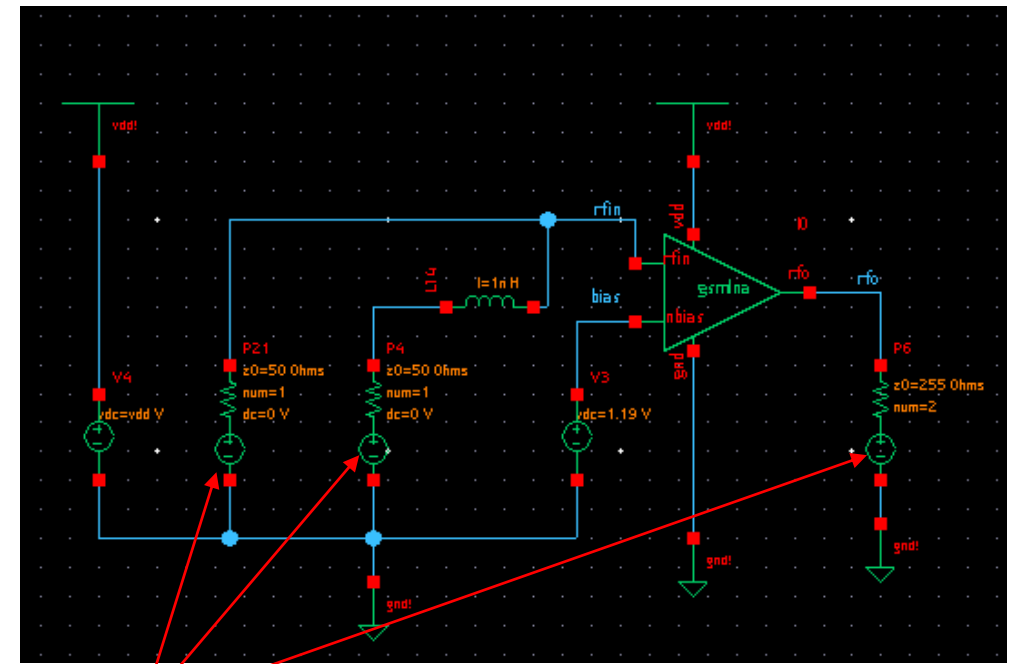 vdd!
vdd!
rfin
vdd
I0
L14
l=1n H
rfin
gsmlna
rfo
rfo
bias
nbias
gnd
P21
z0=50 Ohms
num=1
dc=0 V
P4
z0=50 Ohms
num=1
dc=0 V
V4
vdc=vdd V
V3
vdc=1.19 V
P6
z0=255 Ohms
num=2
gnd!
gnd!
gnd!